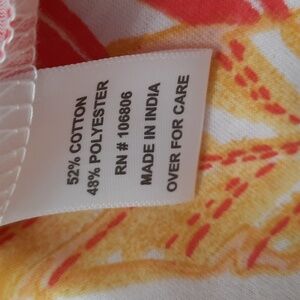 52% COTTON
48% POLYESTER
RN # 106806
MADE IN INDIA
OVER FOR CARE